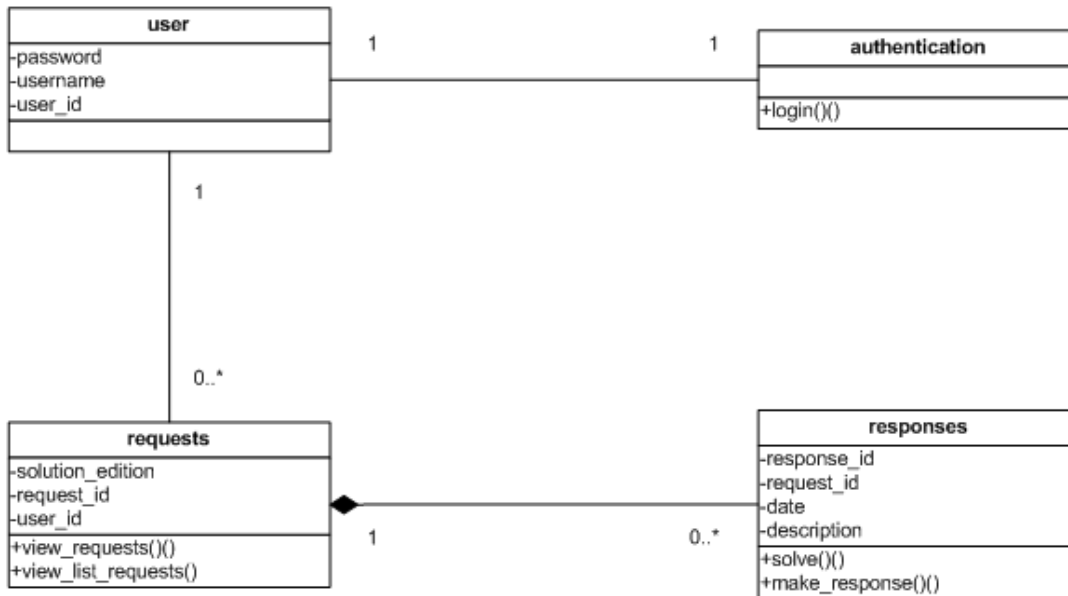 user
-password
-username
-user_id
1
1
authentication
+login()()
1
0..*
requests
-solution_edition
-request_id
-user_id
+view_requests()()
+view_list_requests()
1
0..*
responses
-response_id
-request_id
-date
-description
+solve()()
+make_response()()